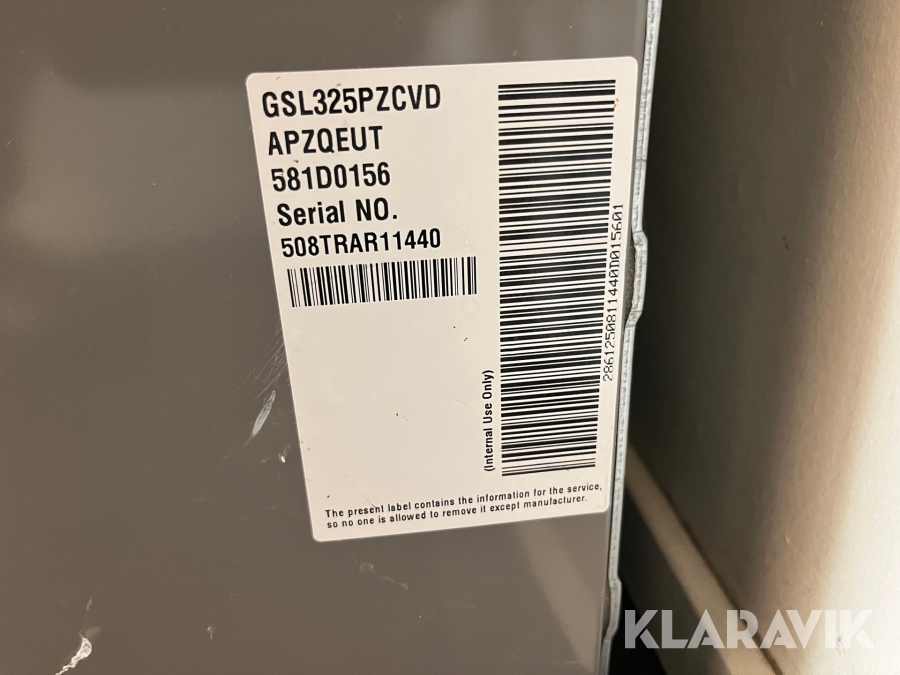 GSL325PZCVD
APZQEUT
581D0156
Serial NO.
508TRAR11440
(Internal Use Only)
2861250811440D015601
The present label contains the information for the service,
so no one is allowed to remove it except manufacturer.
KLARAVIK